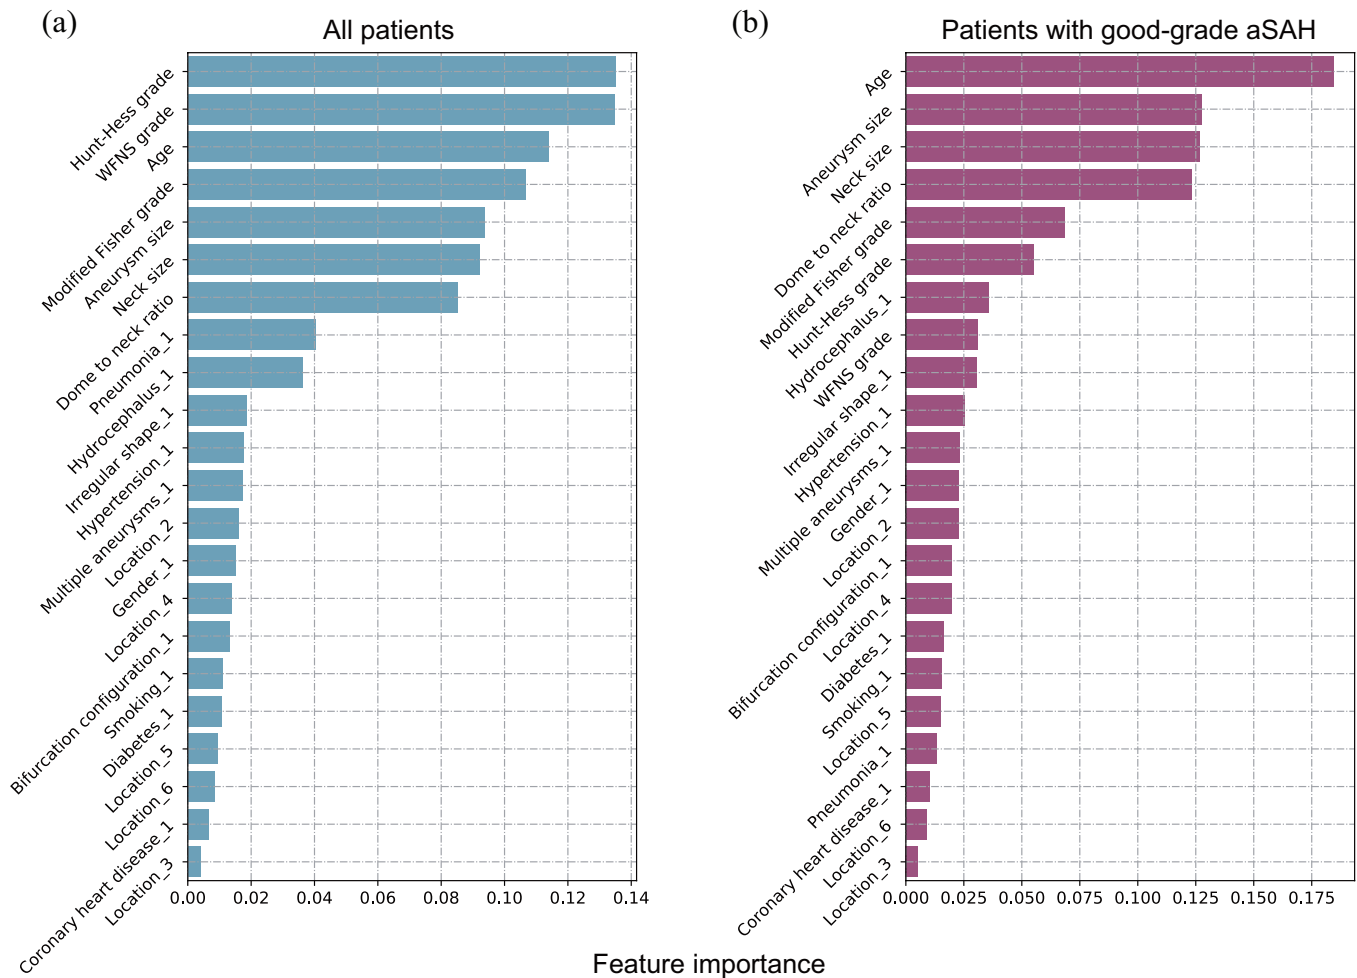 (a)
All patients
Hunt-Hess grade
WFNS grade
Age
Modified Fisher grade
Aneurysm size
Neck size
Dome to neck ratio
Pneumonia_1
Hydrocephalus_1
Irregular shape_1
Hypertension_1
Multiple aneurysms_1
Location_2
Gender_1
Location_4
Bifurcation configuration_1
Smoking_1
Diabetes_1
Location_5
Location_6
Coronary heart disease_1
Location_3
0.00 0.02 0.04 0.06 0.08 0.10 0.12 0.14
(b)
Patients with good-grade aSAH
Age
Aneurysm size
Neck size
Dome to neck ratio
Modified Fisher grade
Hunt-Hess grade
Hydrocephalus_1
WFNS grade
Irregular shape_1
Hypertension_1
Multiple aneurysms_1
Gender_1
Location_2
Bifurcation configuration_1
Location_4
Diabetes_1
Smoking_1
Location_5
Pneumonia_1
Coronary heart disease_1
Location_6
Location_3
0.000 0.025 0.050 0.075 0.100 0.125 0.150 0.175
Feature importance